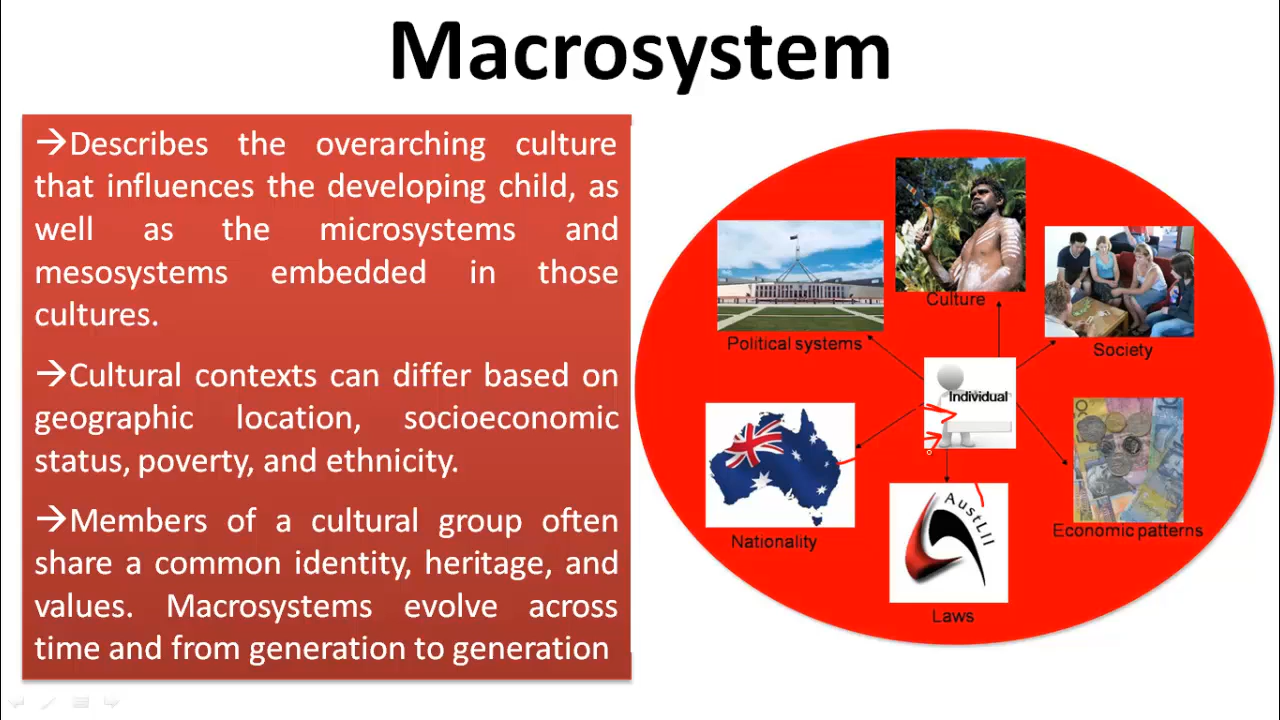 Macrosystem
→Describes the overarching culture
that influences the developing child, as
well as the microsystems and
mesosystems embedded in those
cultures.
→Cultural contexts can differ based on
geographic location, socioeconomic
status, poverty, and ethnicity.
→Members of a cultural group often
share a common identity, heritage, and
values. Macrosystems evolve across
time and from generation to generation
Culture
Political systems
Society
Individual
Nationality
AustLII
Economic patterns
Laws